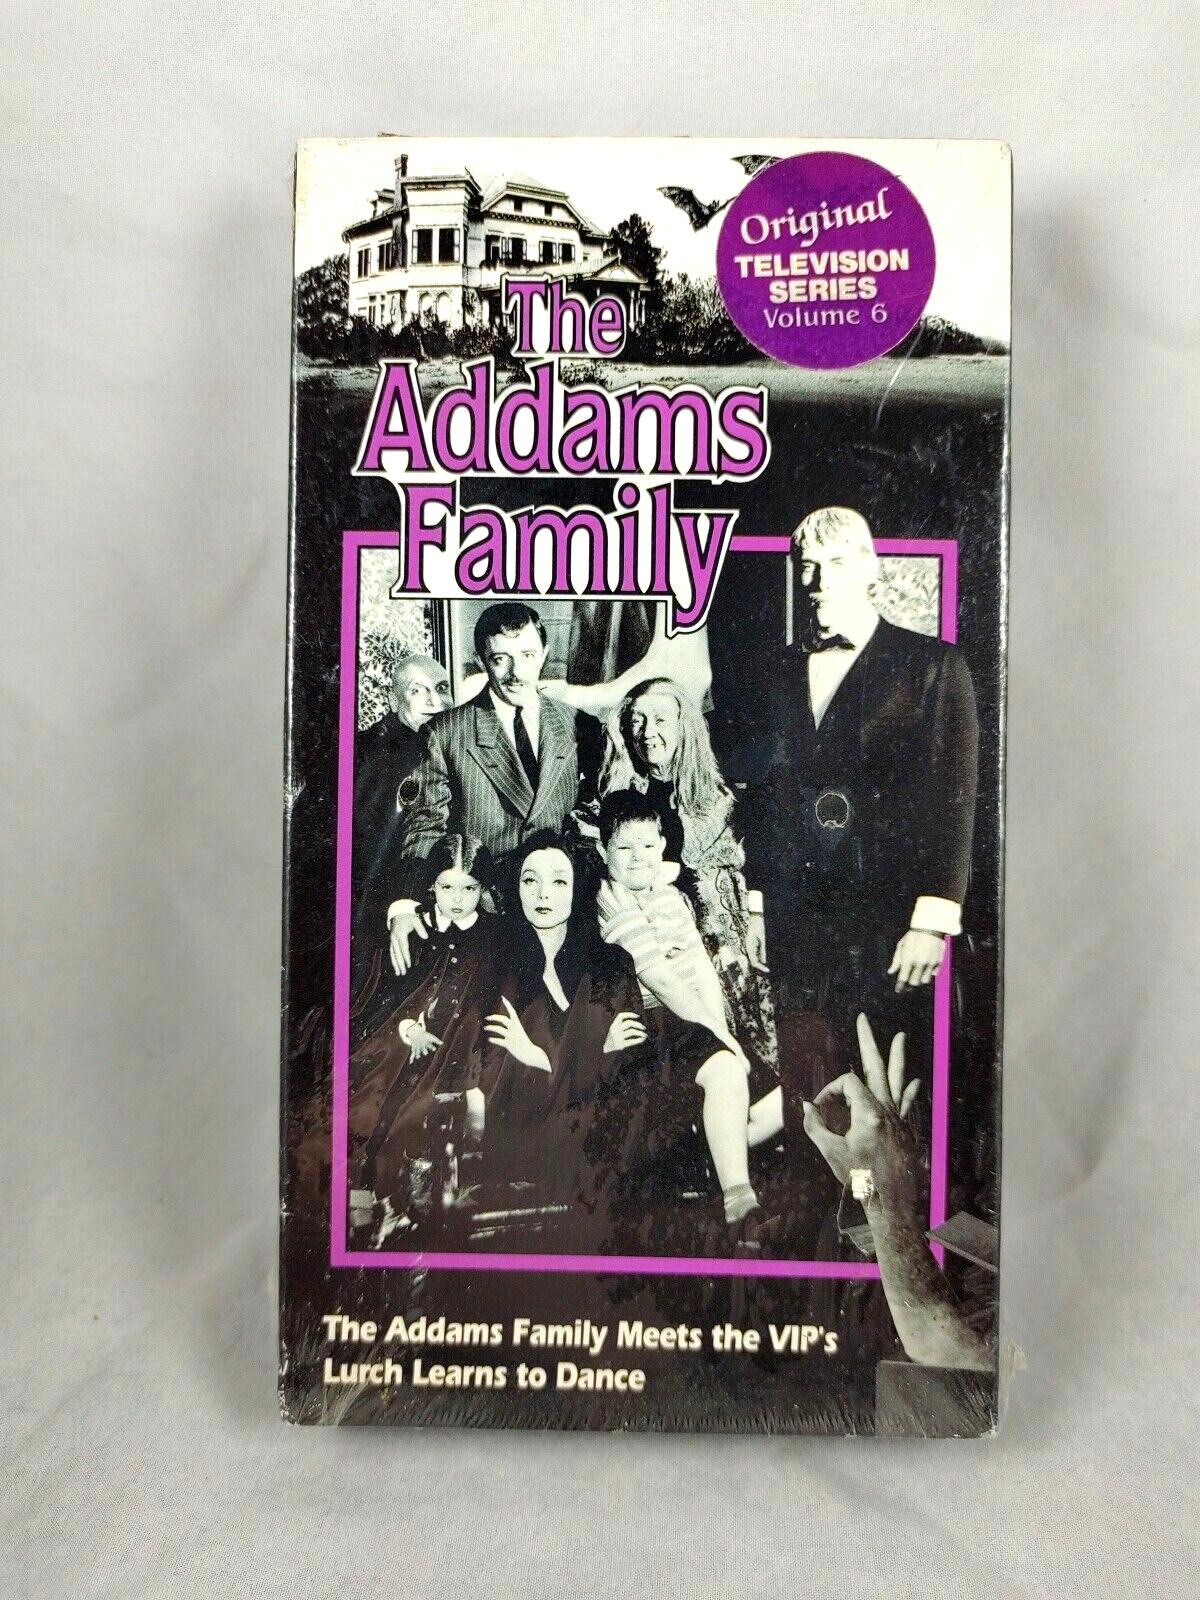 Original
TELEVISION
SERIES
Volume 6
The
Addams
Family
The Addams Family Meets the VIP's
Lurch Learns to Dance